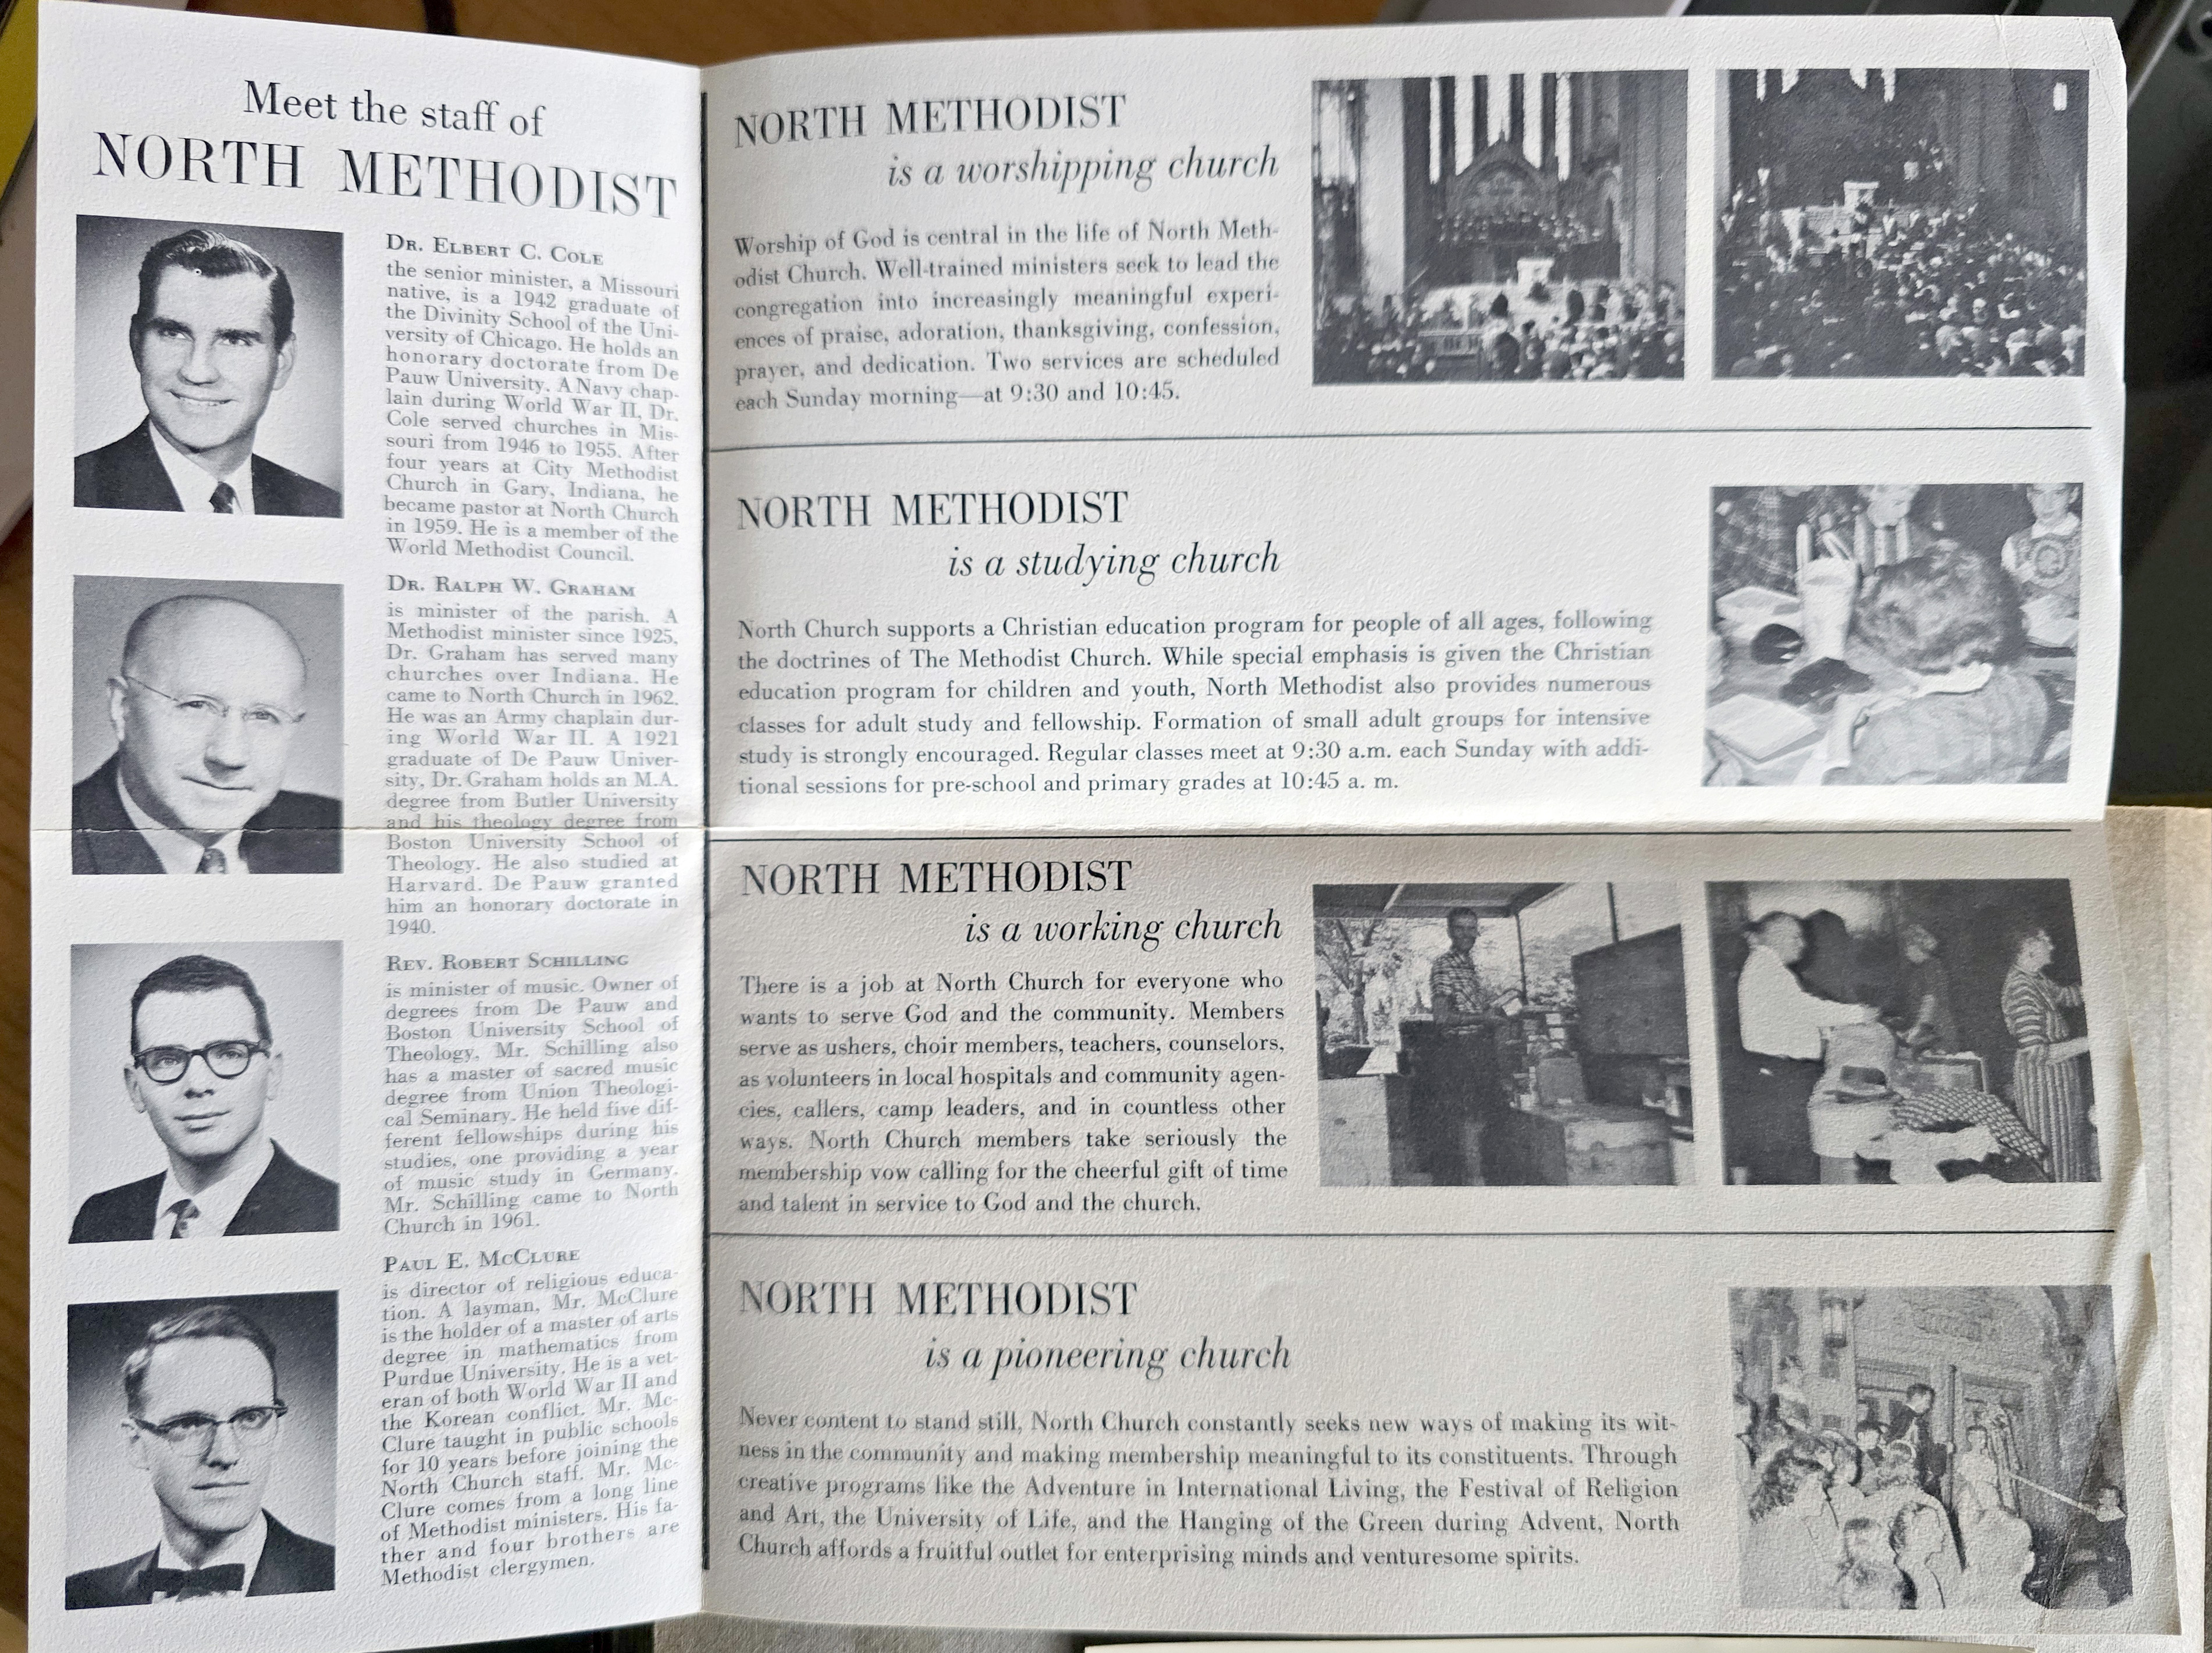 Meet the staff of
NORTH METHODIST
DR. ELBERT C. COLE
the senior minister, a Missouri
native, is a 1942 graduate of
the Divinity School of the Uni-
versity of Chicago. He holds an
honorary doctorate from De
Pauw University. A Navy chap-
lain during World War II, Dr.
Cole served churches in Mis-
souri from 1946 to 1955. After
four years at City Methodist
Church in Gary, Indiana, he
became pastor at North Church
in 1959. He is a member of the
World Methodist Council.
DR. RALPH W. GRAHAM
is minister of the parish. A
Methodist minister since 1925,
Dr. Graham has served many
churches over Indiana. He
came to North Church in 1962.
He was an Army chaplain dur-
ing World War II. A 1921
graduate of De Pauw Univer-
sity, Dr. Graham holds an M.A.
degree from Butler University
and his theology degree from
Boston University School of
Theology. He also studied at
Harvard. De Pauw granted
him an honorary doctorate in
1940.
REV. ROBERT SCHILLING
is minister of music. Owner of
degrees from De Pauw and
Boston University School of
Theology, Mr. Schilling also
has a master of sacred music
degree from Union Theologi-
cal Seminary. He held five dif-
ferent fellowships during his
studies, one providing a year
of music study in Germany.
Mr. Schilling came to North
Church in 1961.
PAUL E. MCCLURE
is director of religious educa-
tion. A layman, Mr. McClure
is the holder of a master of arts
degree in mathematics from
Purdue University. He is a vet-
eran of both World War II and
the Korean conflict. Mr. Mc-
Clure taught in public schools
for 10 years before joining the
North Church staff. Mr. Mc-
Clure comes from a long line
of Methodist ministers. His fa-
ther and four brothers are
Methodist clergymen.
NORTH METHODIST
is a worshipping church
Worship of God is central in the life of North Meth-
odist Church. Well-trained ministers seek to lead the
congregation into increasingly meaningful experi-
ences of praise, adoration, thanksgiving, confession,
prayer, and dedication. Two services are scheduled
each Sunday morning—at 9:30 and 10:45.
NORTH METHODIST
is a studying church
North Church supports a Christian education program for people of all ages, following
the doctrines of The Methodist Church. While special emphasis is given the Christian
education program for children and youth, North Methodist also provides numerous
classes for adult study and fellowship. Formation of small adult groups for intensive
study is strongly encouraged. Regular classes meet at 9:30 a.m. each Sunday with addi-
tional sessions for pre-school and primary grades at 10:45 a. m.
NORTH METHODIST
is a working church
There is a job at North Church for everyone who
wants to serve God and the community. Members
serve as ushers, choir members, teachers, counselors,
as volunteers in local hospitals and community agen-
cies, callers, camp leaders, and in countless other
ways. North Church members take seriously the
membership vow calling for the cheerful gift of time
and talent in service to God and the church.
NORTH METHODIST
is a pioneering church
Never content to stand still, North Church constantly seeks new ways of making its wit-
ness in the community and making membership meaningful to its constituents. Through
creative programs like the Adventure in International Living, the Festival of Religion
and Art, the University of Life, and the Hanging of the Green during Advent, North
Church affords a fruitful outlet for enterprising minds and venturesome spirits.